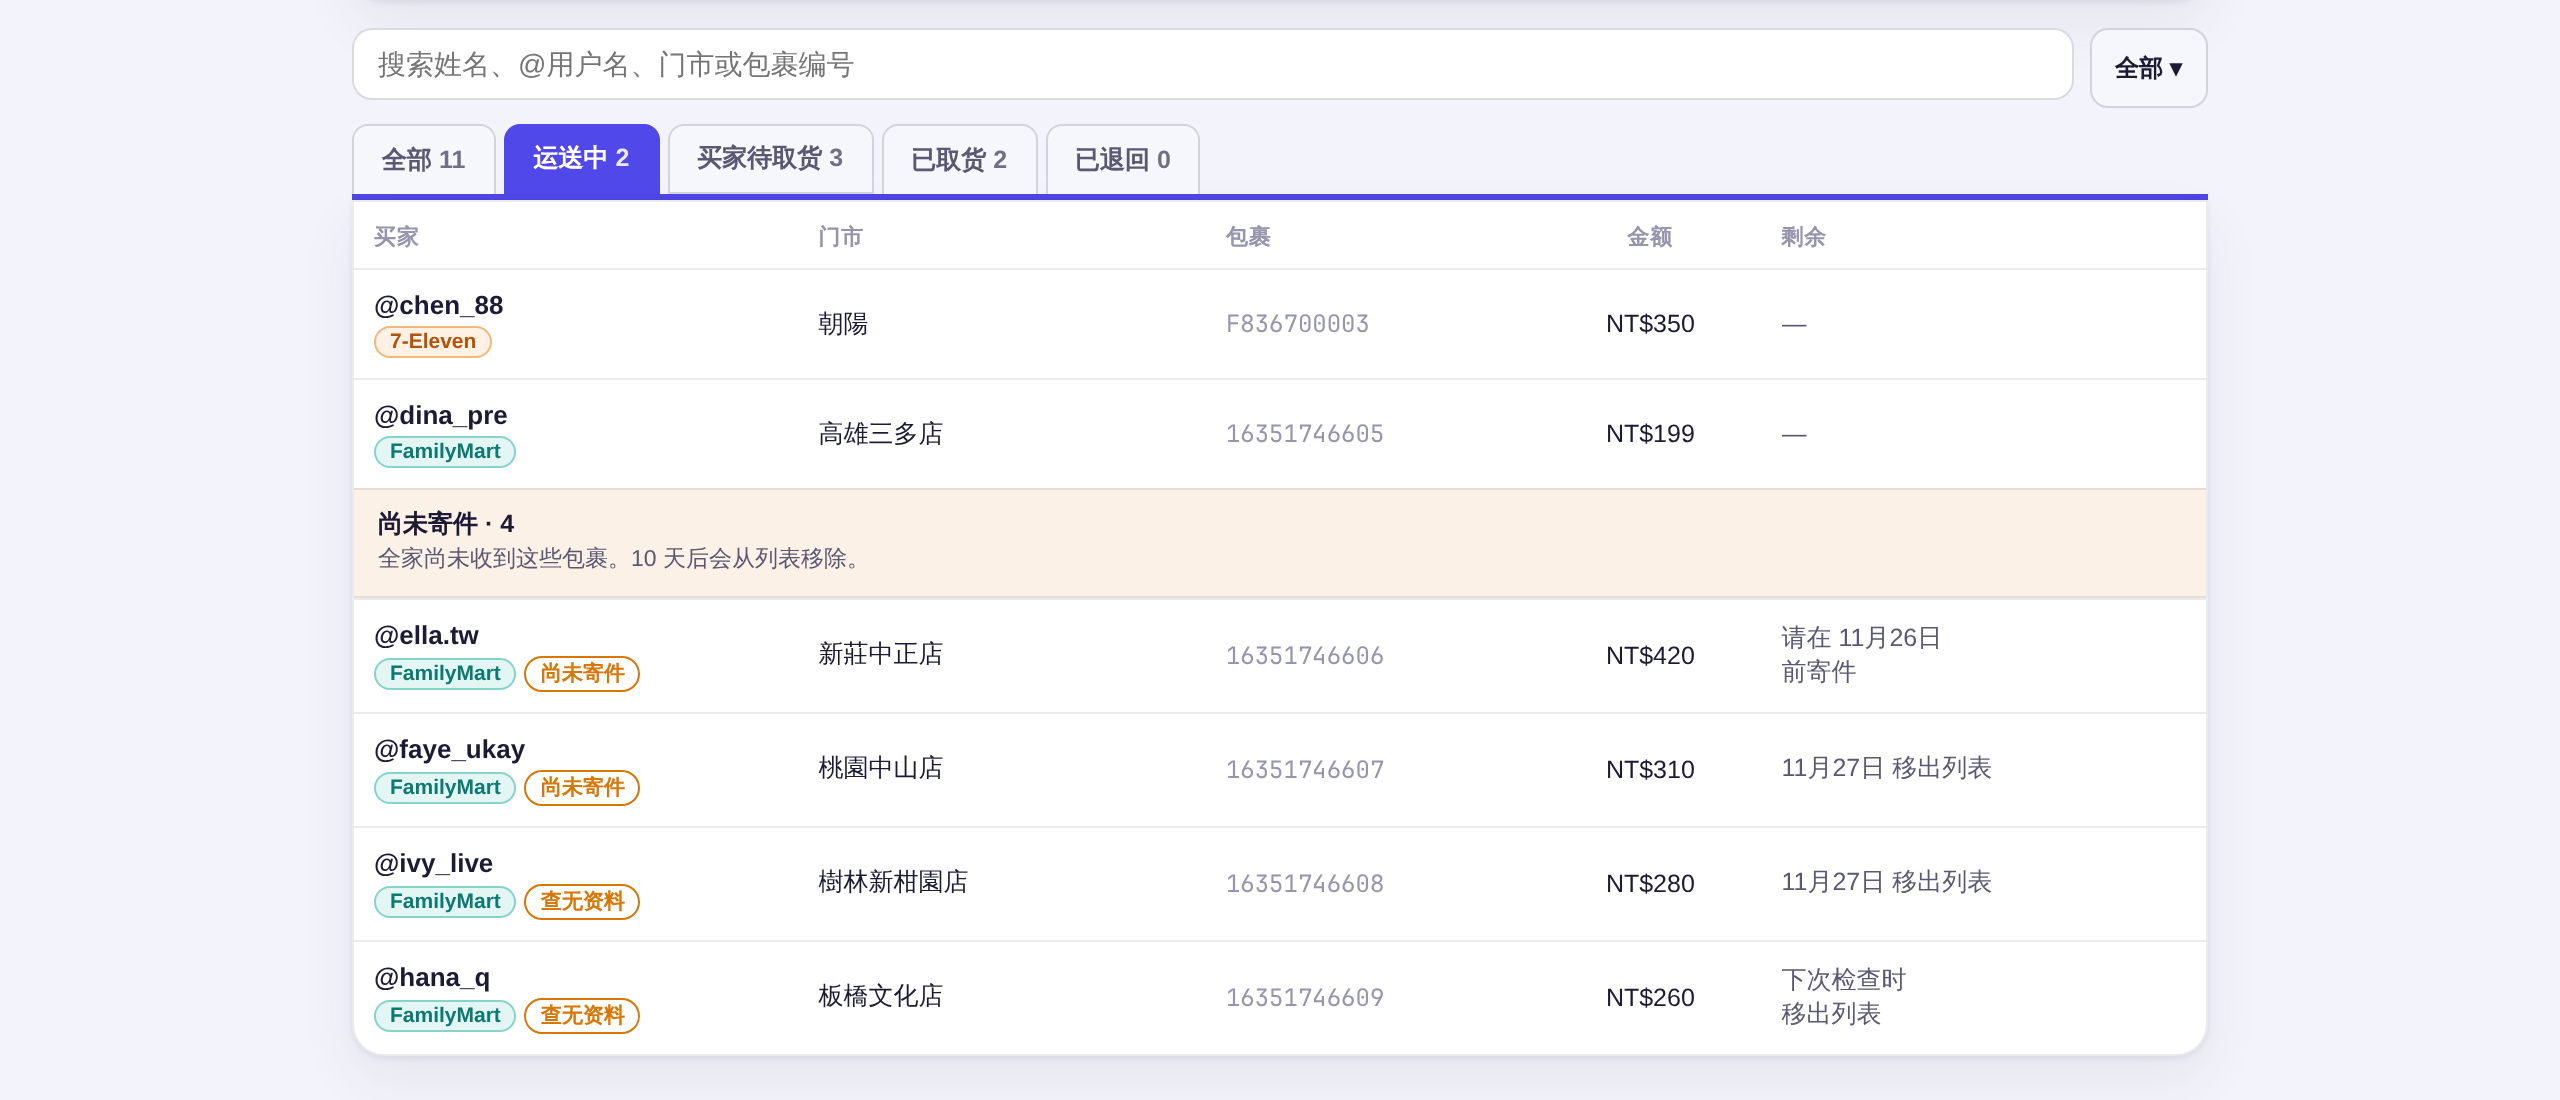 搜索姓名、@用户名、门市或包裹编号
全部 ▾
全部 11
运送中 2
买家待取货 3
已取货 2
已退回 0
买家 门市 包裹 金额 剩余
@chen_88
7-Eleven
朝陽
F836700003
NT$350
—
@dina_pre
FamilyMart
高雄三多店
16351746605
NT$199
—
尚未寄件 · 4
全家尚未收到这些包裹。10 天后会从列表移除。
@ella.tw
FamilyMart 尚未寄件
新莊中正店
16351746606
NT$420
请在 11月26日
前寄件
@faye_ukay
FamilyMart 尚未寄件
桃園中山店
16351746607
NT$310
11月27日 移出列表
@ivy_live
FamilyMart 查无资料
樹林新柑園店
16351746608
NT$280
11月27日 移出列表
@hana_q
FamilyMart 查无资料
板橋文化店
16351746609
NT$260
下次检查时
移出列表